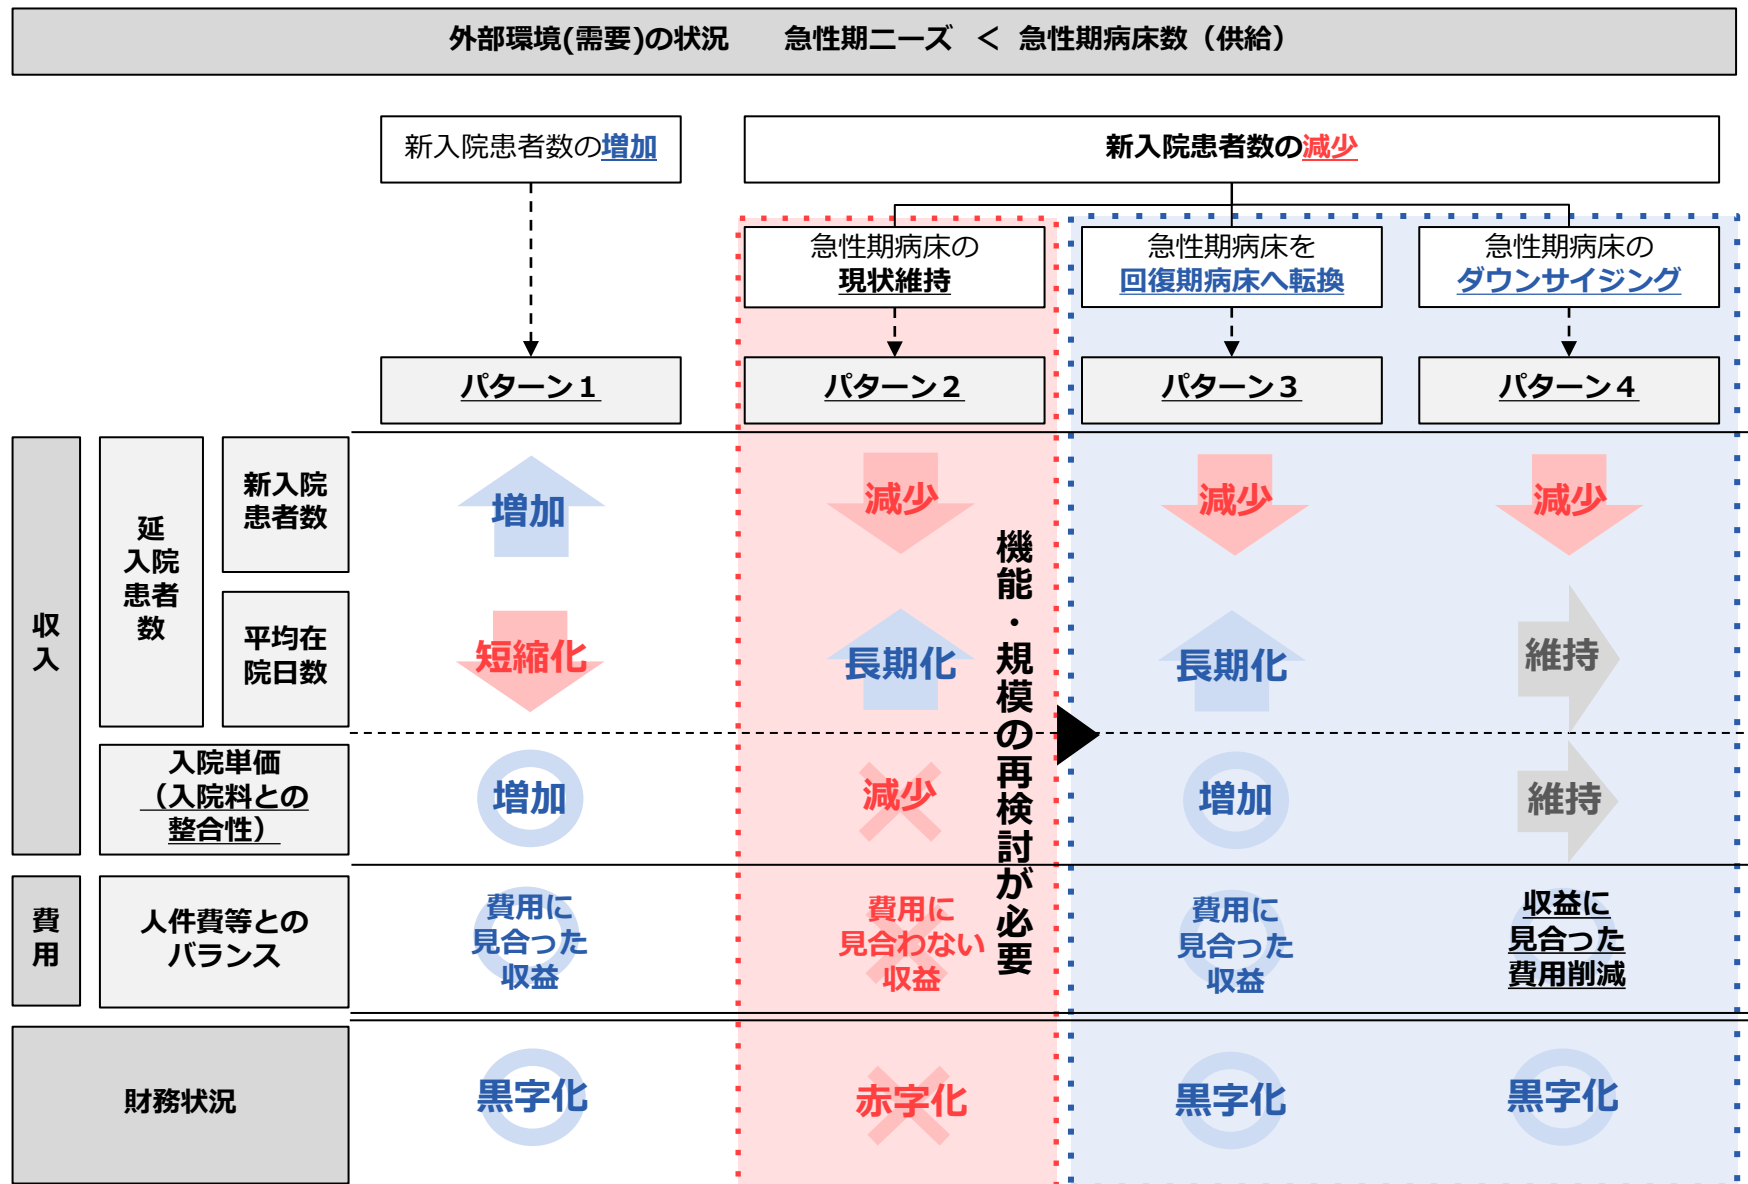 外部環境(需要)の状況　　急性期ニーズ ＜ 急性期病床数（供給）
新入院患者数の増加
新入院患者数の減少
急性期病床の
現状維持
急性期病床を
回復期病床へ転換
急性期病床の
ダウンサイジング
パターン１
パターン２
パターン３
パターン４
収
入
延
入院
患者
数
新入院
患者数
増加
減少
減少
減少
平均在
院日数
短縮化
長期化
長期化
維持
入院単価
（入院料との
整合性）
増加
減少
増加
維持
機能・規模の再検討が必要
費
用
人件費等との
バランス
費用に
見合った
収益
費用に
見合わない
収益
費用に
見合った
収益
収益に
見合った
費用削減
財務状況
黒字化
赤字化
黒字化
黒字化